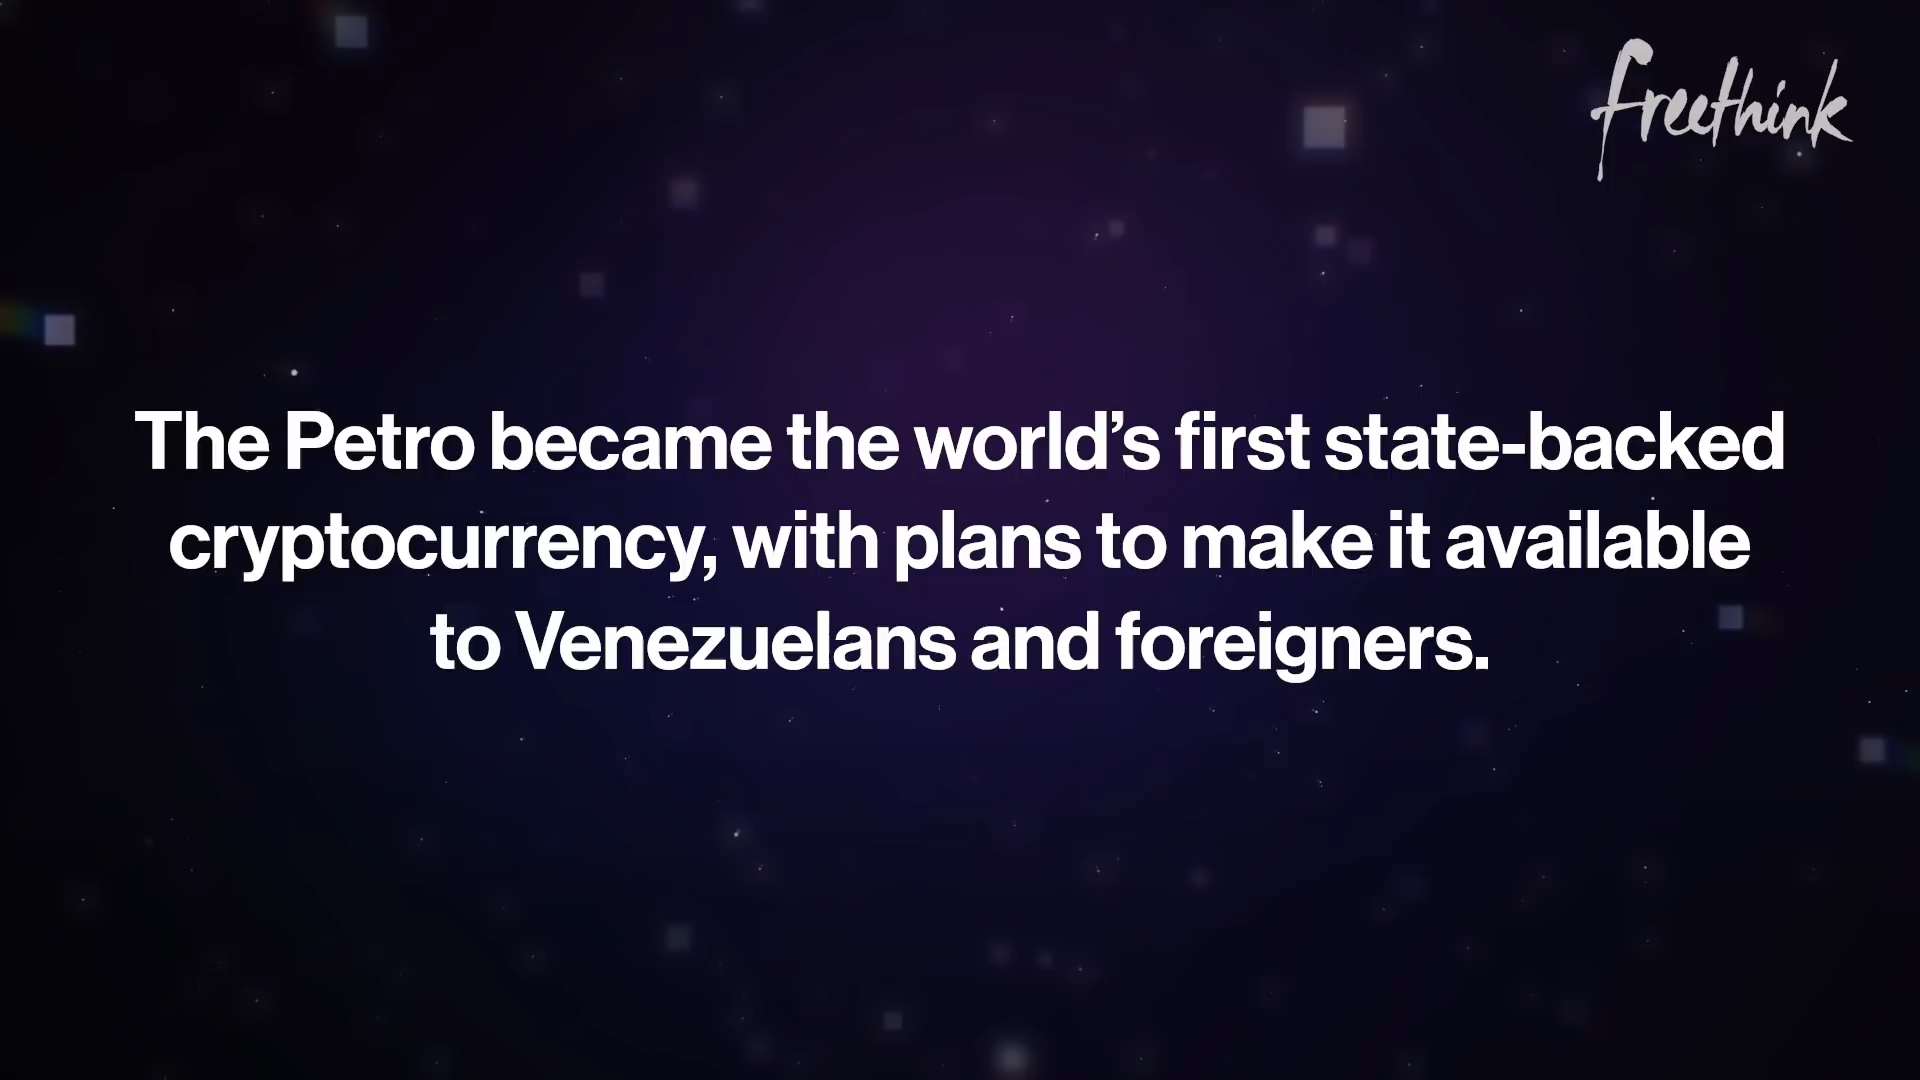 freethink
The Petro became the world’s first state-backed
cryptocurrency, with plans to make it available
to Venezuelans and foreigners.